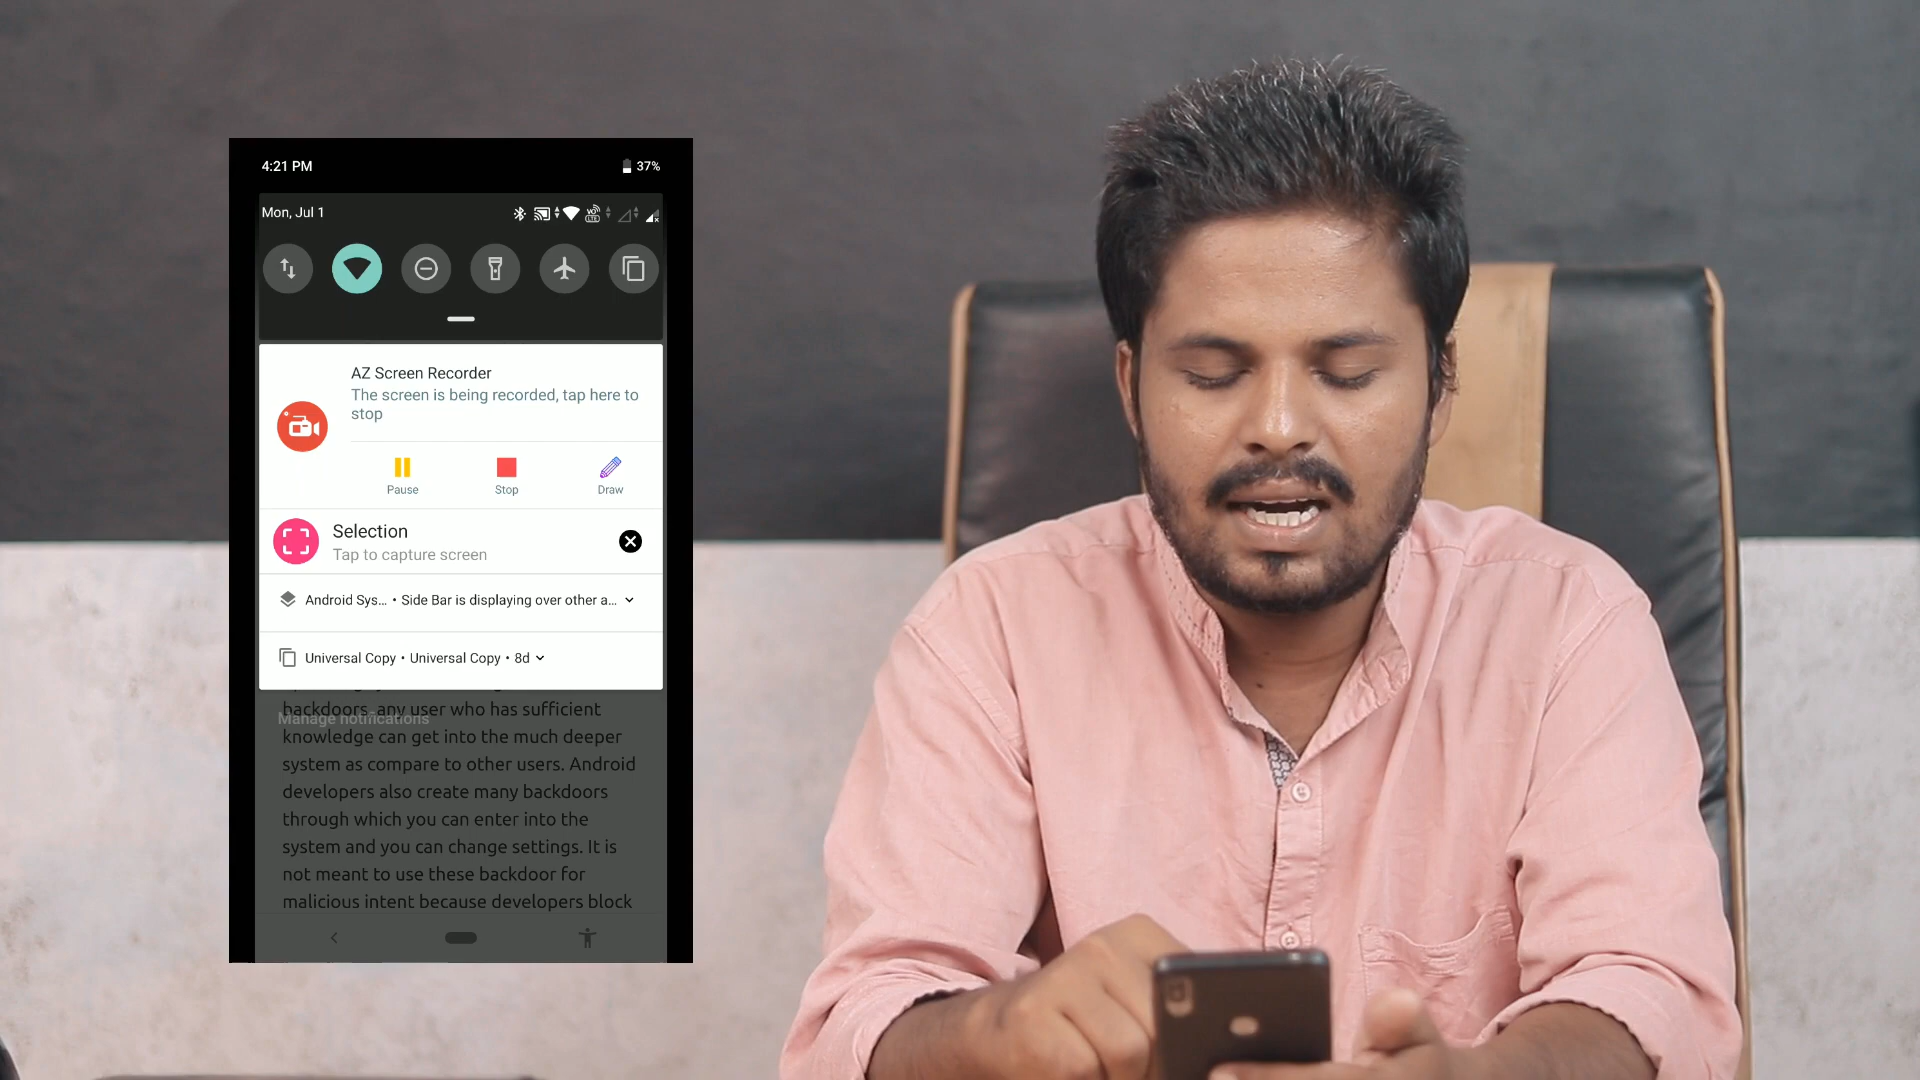 4:21 PM
37%
Mon, Jul 1
VO
LTE
AZ Screen Recorder
The screen is being recorded, tap here to
stop
Pause
Stop
Draw
Selection
Tap to capture screen
Android Sys... • Side Bar is displaying over other a...
Universal Copy • Universal Copy • 8d
backdoors any user who has sufficient
Manage notifications
knowledge can get into the much deeper
system as compare to other users. Android
developers also create many backdoors
through which you can enter into the
system and you can change settings. It is
not meant to use these backdoor for
malicious intent because developers block